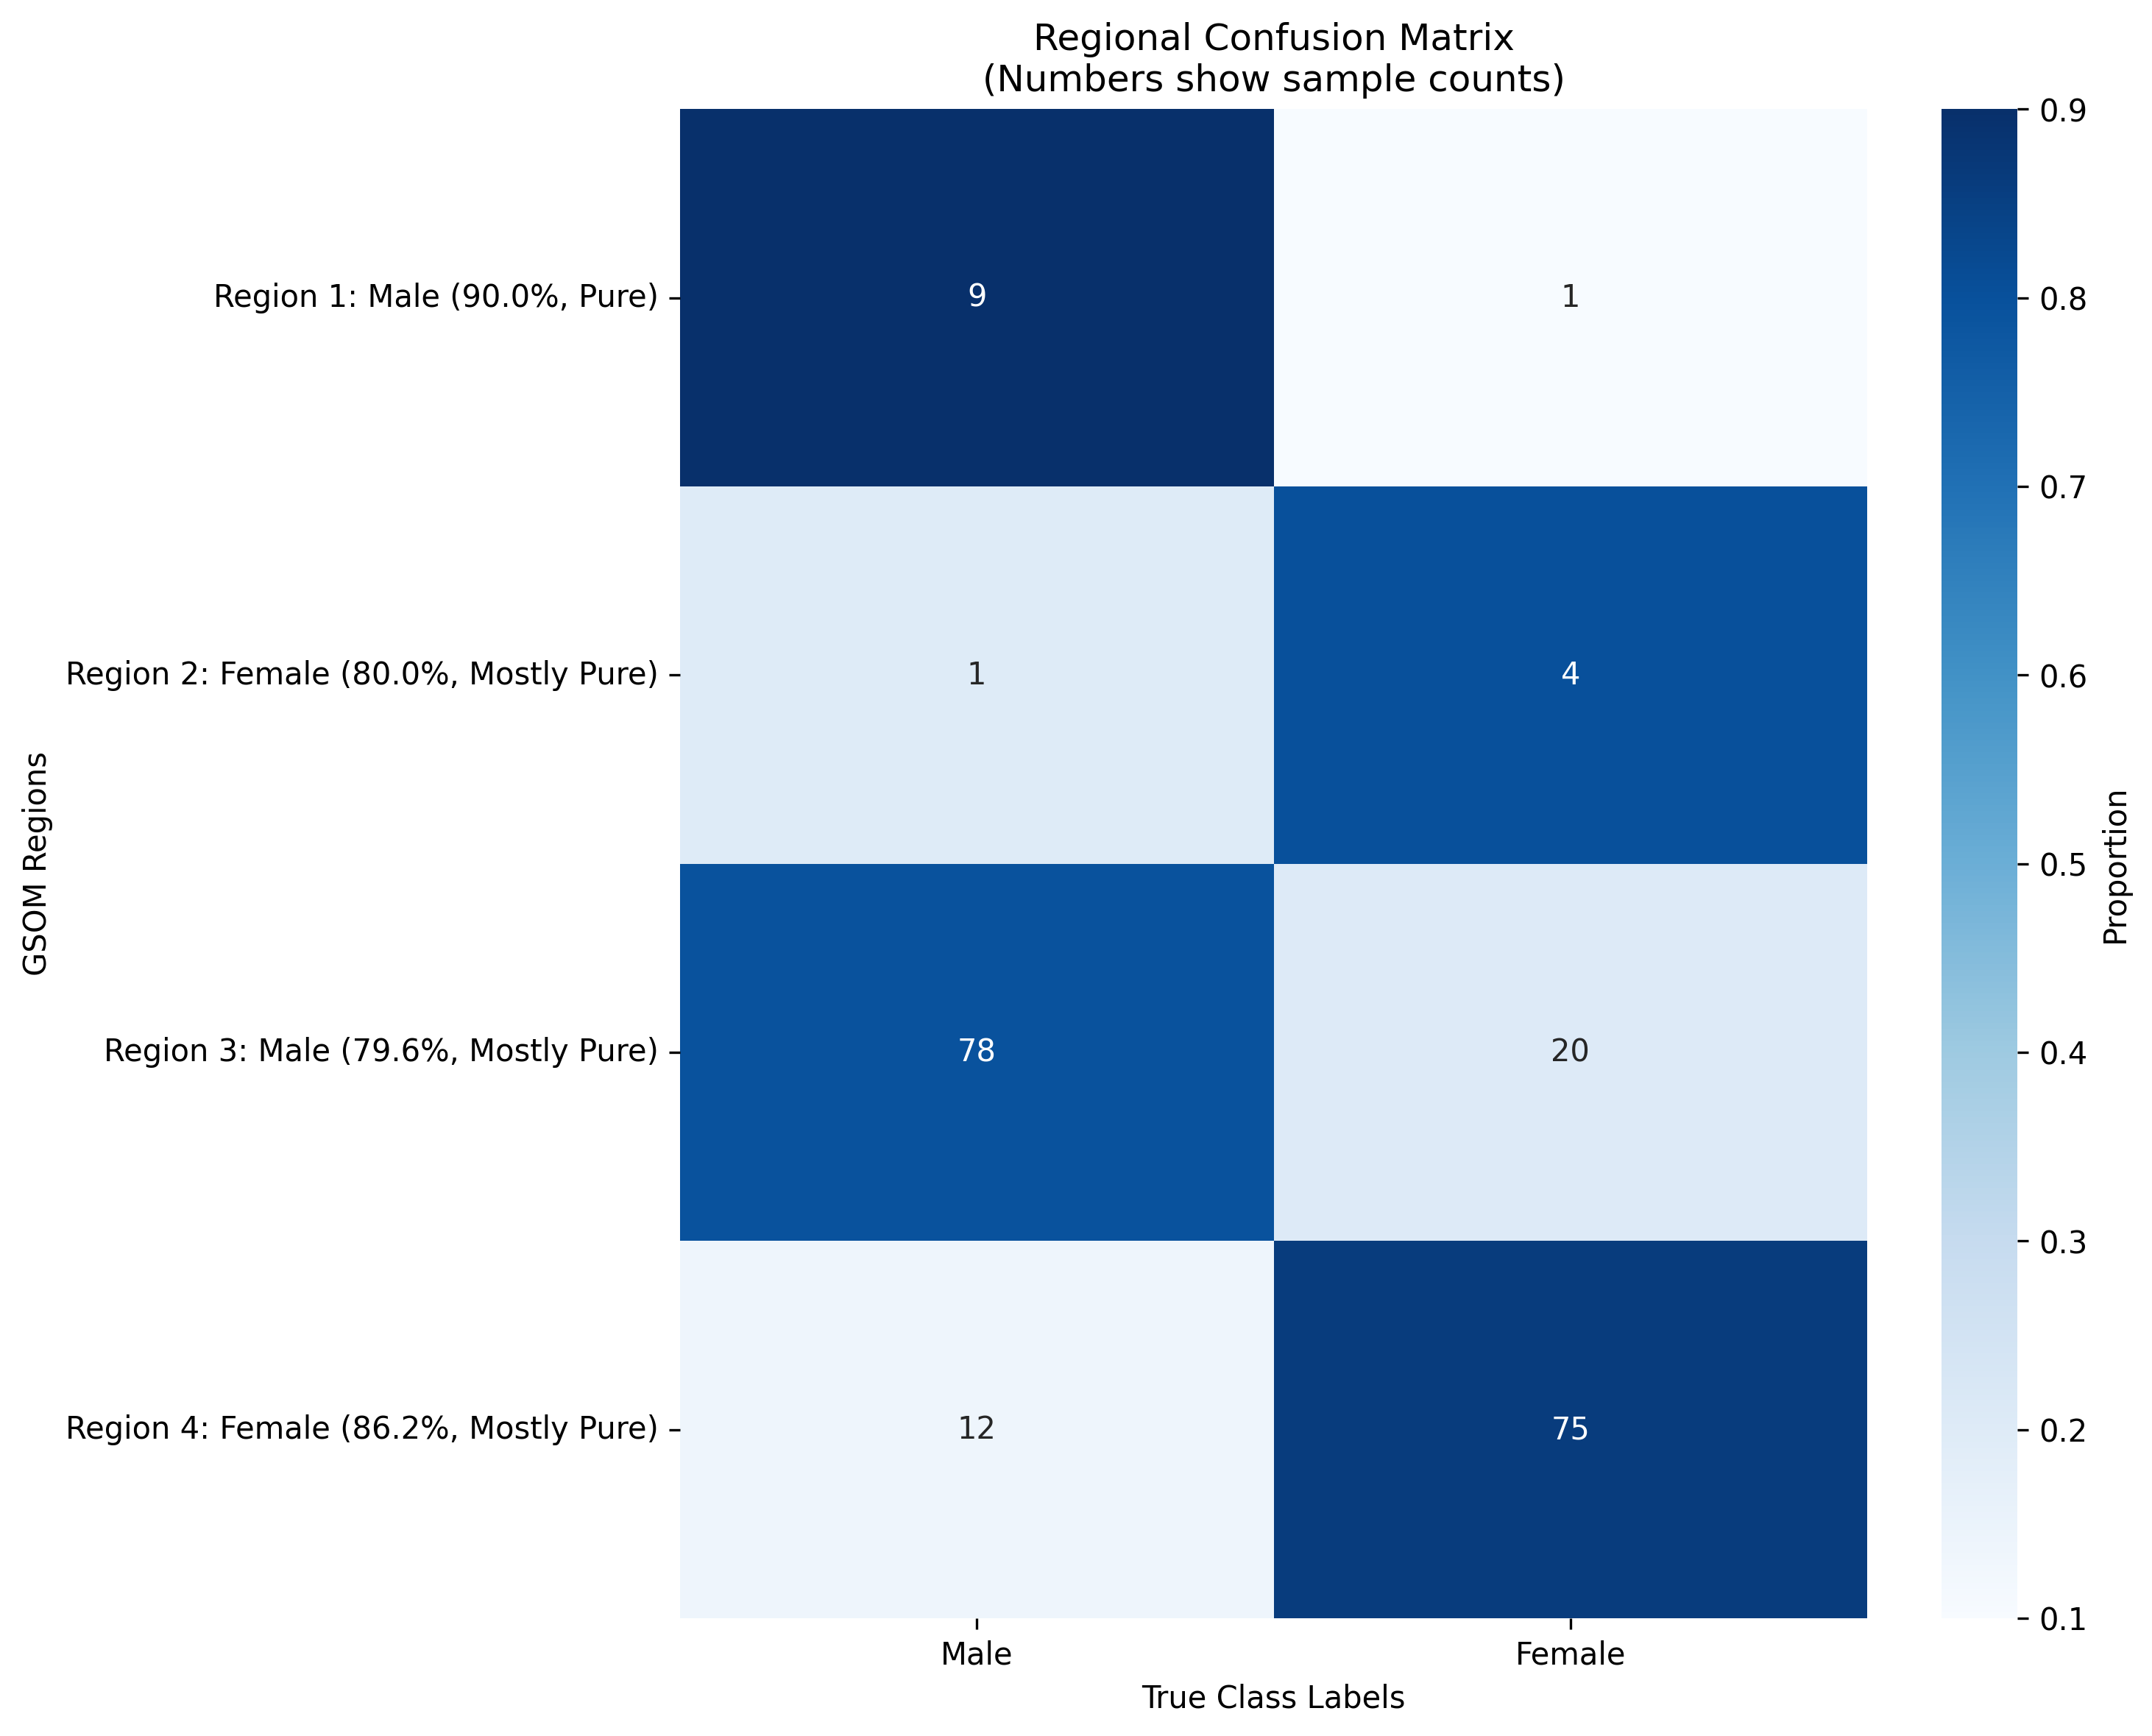 Regional Confusion Matrix
(Numbers show sample counts)
GSOM Regions
Region 1: Male (90.0%, Pure)
9
1
Region 2: Female (80.0%, Mostly Pure)
1
4
Region 3: Male (79.6%, Mostly Pure)
78
20
Region 4: Female (86.2%, Mostly Pure)
12
75
Male
Female
True Class Labels
0.9
0.8
0.7
0.6
0.5
0.4
0.3
0.2
0.1
Proportion